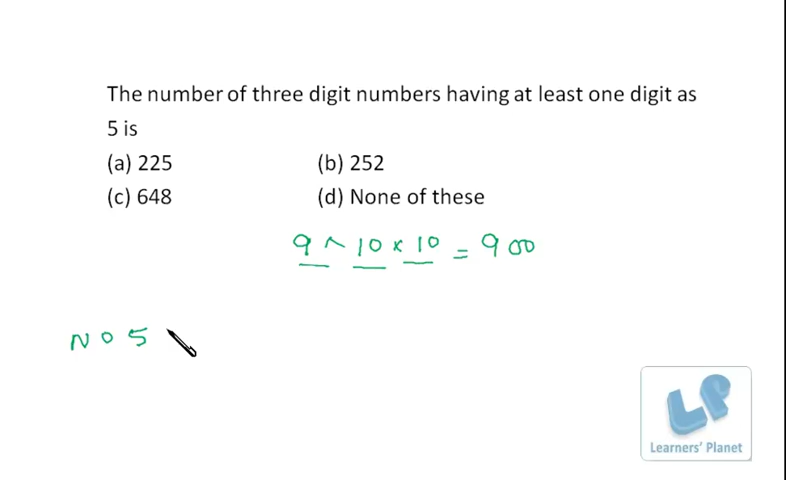 The number of three digit numbers having at least one digit as
5 is
(a) 225 (b) 252
(c) 648 (d) None of these
9 × 10 × 10 = 900
NO 5
LP
Learners' Planet